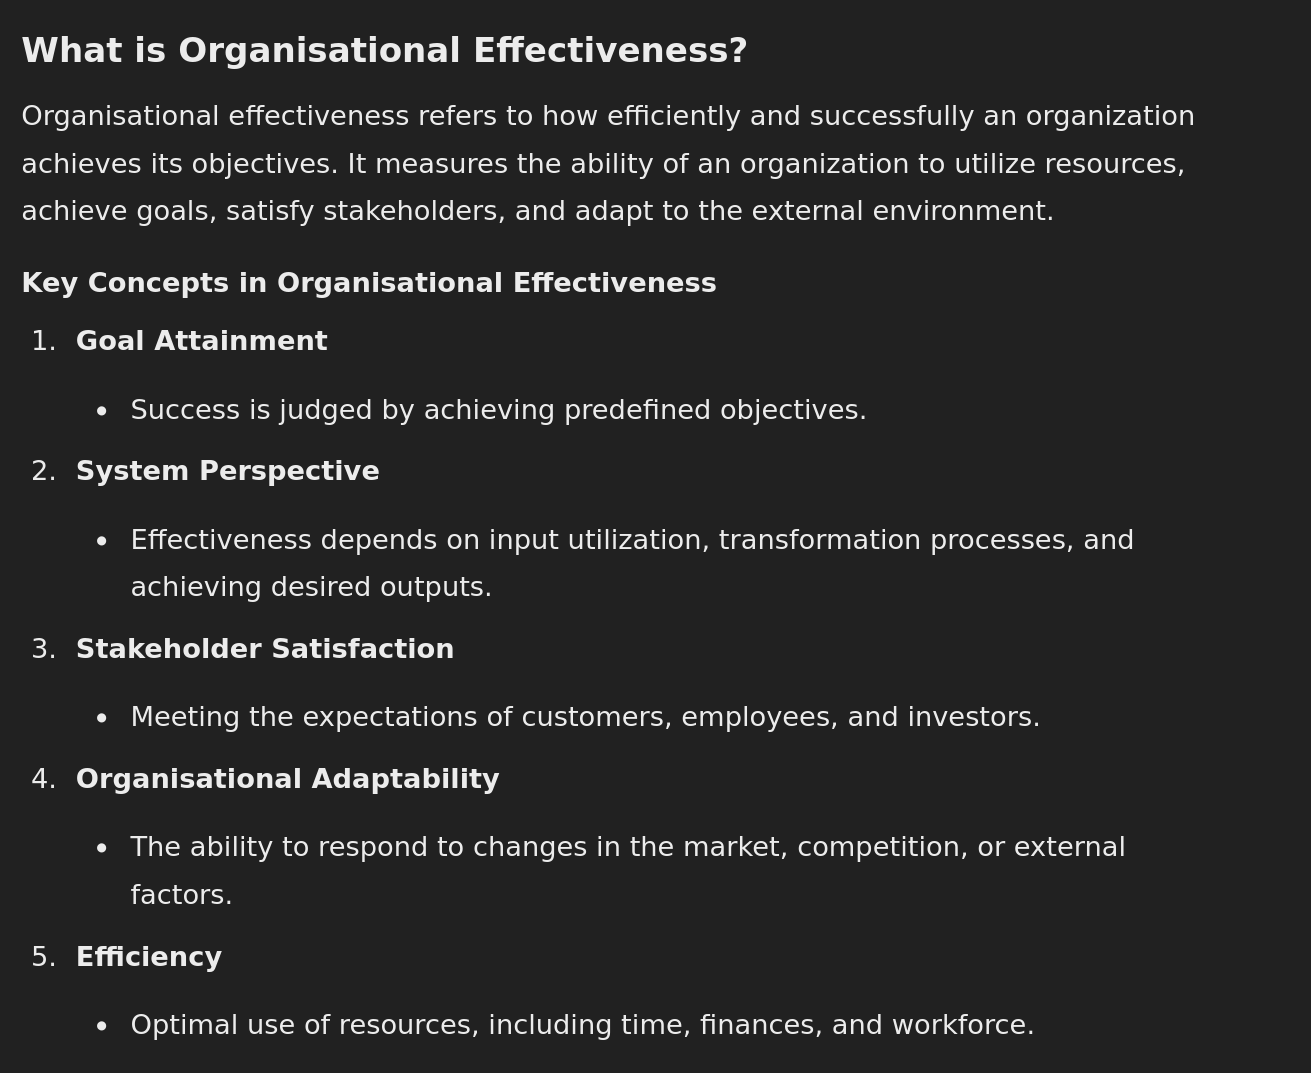 What is Organisational Effectiveness?
Organisational effectiveness refers to how efficiently and successfully an organization
achieves its objectives. It measures the ability of an organization to utilize resources,
achieve goals, satisfy stakeholders, and adapt to the external environment.
Key Concepts in Organisational Effectiveness
1. Goal Attainment
• Success is judged by achieving predefined objectives.
2. System Perspective
• Effectiveness depends on input utilization, transformation processes, and
achieving desired outputs.
3. Stakeholder Satisfaction
• Meeting the expectations of customers, employees, and investors.
4. Organisational Adaptability
• The ability to respond to changes in the market, competition, or external
factors.
5. Efficiency
• Optimal use of resources, including time, finances, and workforce.